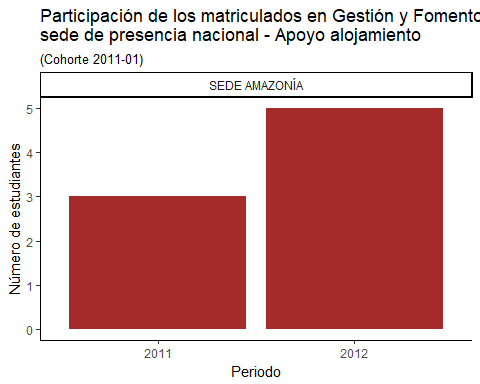 Participación de los matriculados en Gestión y Fomento
sede de presencia nacional - Apoyo alojamiento
(Cohorte 2011-01)
SEDE AMAZONÍA
Número de estudiantes
5
4
3
2
1
0
2011
2012
Periodo